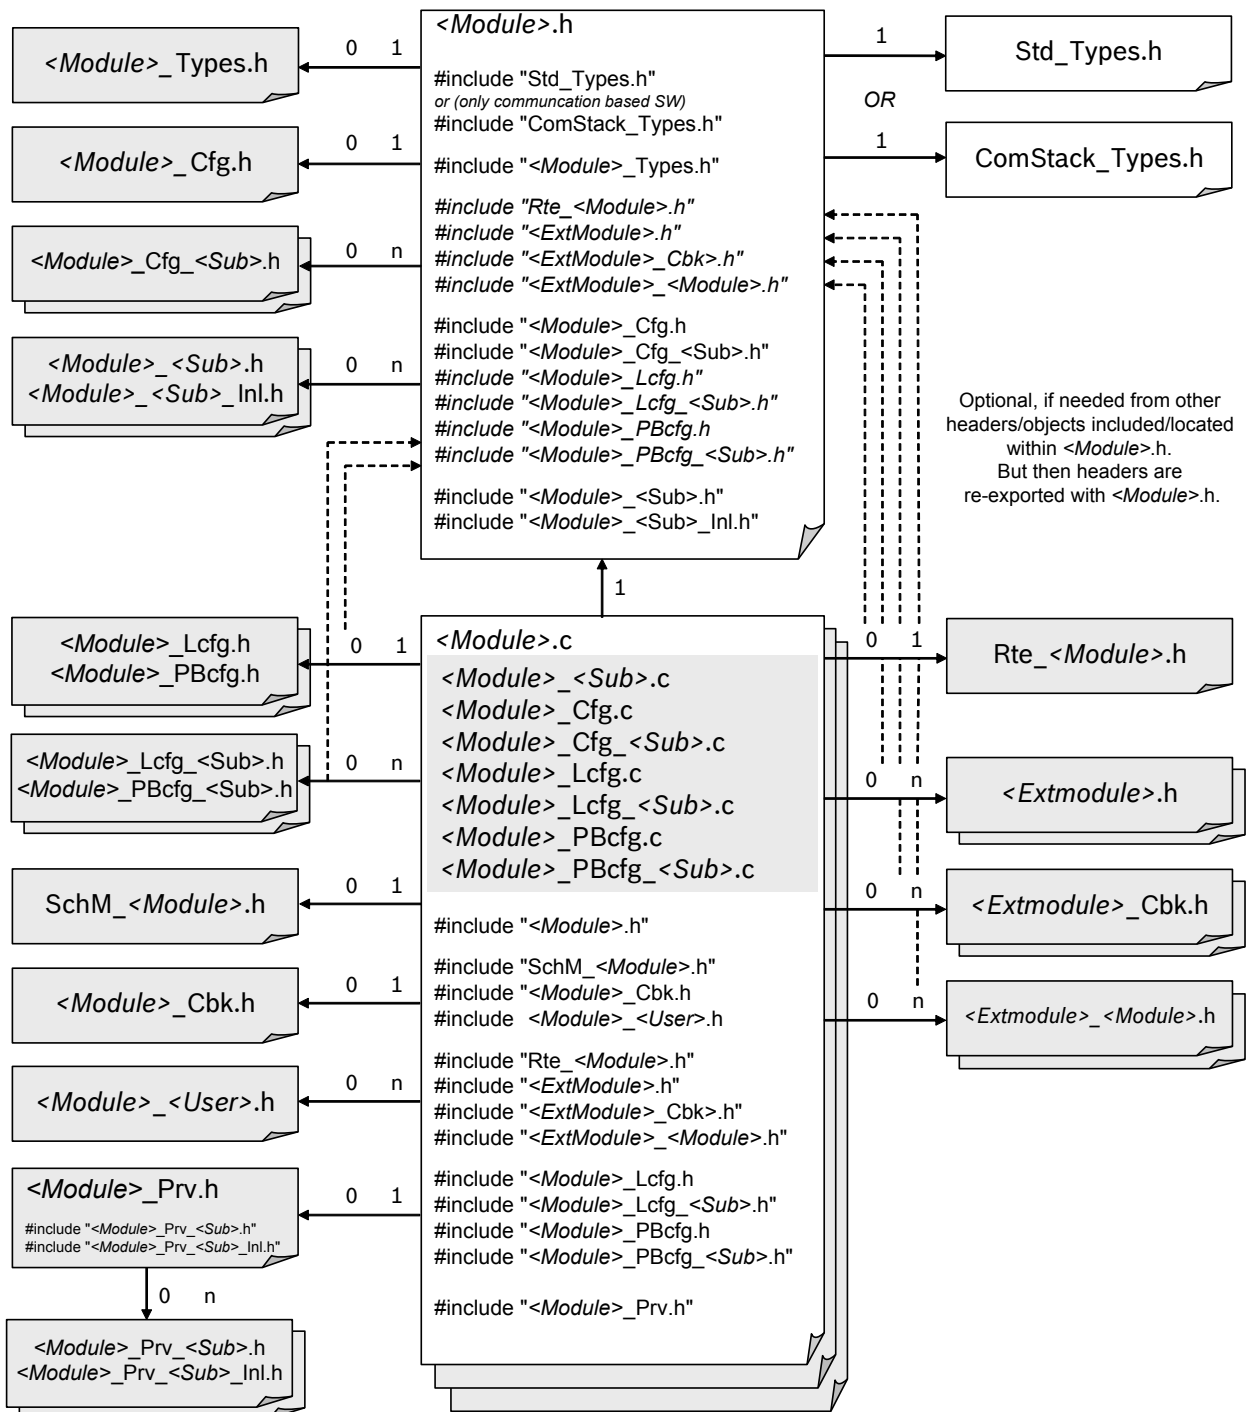 <Module>.h
#include "Std_Types.h"
or (only communcation based SW)
#include "ComStack_Types.h"
#include "<Module>_Types.h"
#include "Rte_<Module>.h"
#include "<ExtModule>.h"
#include "<ExtModule>_Cbk>.h"
#include "<ExtModule>_<Module>.h"
#include "<Module>_Cfg.h
#include "<Module>_Cfg_<Sub>.h"
#include "<Module>_Lcfg.h"
#include "<Module>_Lcfg_<Sub>.h"
#include "<Module>_PBcfg.h
#include "<Module>_PBcfg_<Sub>.h"
#include "<Module>_<Sub>.h"
#include "<Module>_<Sub>_Inl.h"
0 1
<Module>_Types.h
0 1
<Module>_Cfg.h
0 n
<Module>_Cfg_<Sub>.h
0 n
<Module>_<Sub>.h
<Module>_<Sub>_Inl.h
1
Std_Types.h
OR
1
ComStack_Types.h
Optional, if needed from other
headers/objects included/located
within <Module>.h.
But then headers are
re-exported with <Module>.h.
1
<Module>.c
<Module>_<Sub>.c
<Module>_Cfg.c
<Module>_Cfg_<Sub>.c
<Module>_Lcfg.c
<Module>_Lcfg_<Sub>.c
<Module>_PBcfg.c
<Module>_PBcfg_<Sub>.c
#include "<Module>.h"
#include "SchM_<Module>.h"
#include "<Module>_Cbk.h
#include <Module>_<User>.h
#include "Rte_<Module>.h"
#include "<ExtModule>.h"
#include "<ExtModule>_Cbk>.h"
#include "<ExtModule>_<Module>.h"
#include "<Module>_Lcfg.h
#include "<Module>_Lcfg_<Sub>.h"
#include "<Module>_PBcfg.h
#include "<Module>_PBcfg_<Sub>.h"
#include "<Module>_Prv.h"
0 1
<Module>_Lcfg.h
<Module>_PBcfg.h
0 n
<Module>_Lcfg_<Sub>.h
<Module>_PBcfg_<Sub>.h
0 1
SchM_<Module>.h
0 1
<Module>_Cbk.h
0 n
<Module>_<User>.h
0 1
<Module>_Prv.h
#include "<Module>_Prv_<Sub>.h"
#include "<Module>_Prv_<Sub>_Inl.h"
0 n
<Module>_Prv_<Sub>.h
<Module>_Prv_<Sub>_Inl.h
0 1
Rte_<Module>.h
0 n
<Extmodule>.h
0 n
<Extmodule>_Cbk.h
0 n
<Extmodule>_<Module>.h